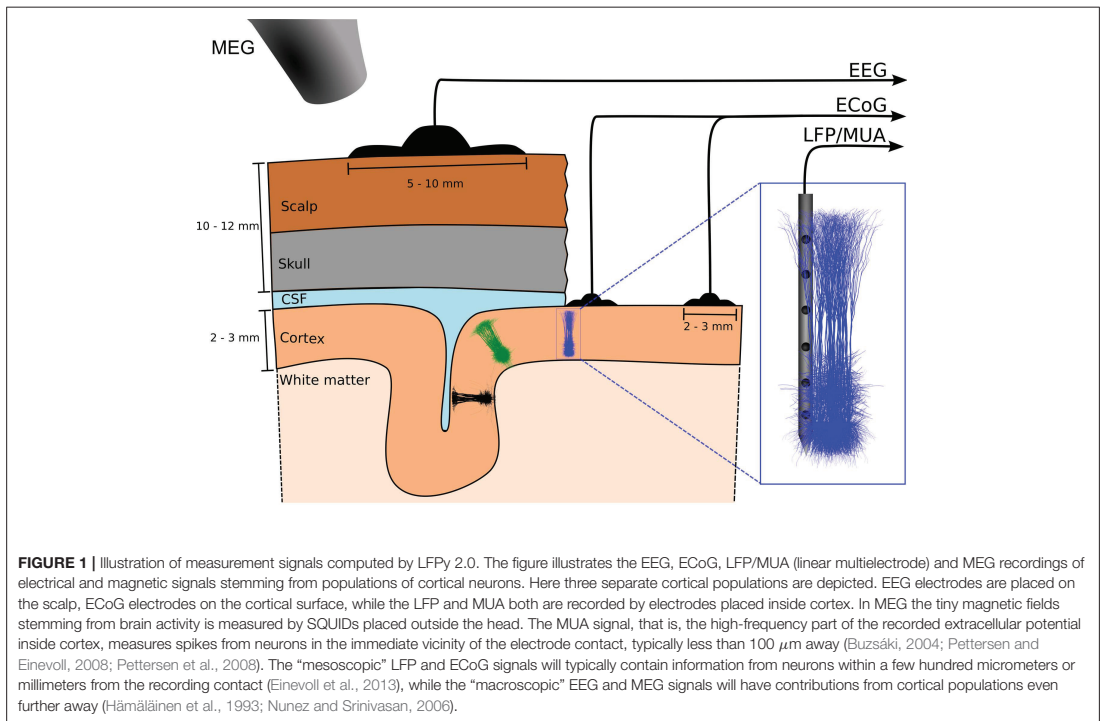 MEG
EEG
ECoG
LFP/MUA
5 - 10 mm
Scalp
10 - 12 mm
Skull
CSF
2 - 3 mm
Cortex
2 - 3 mm
White matter
FIGURE 1 | Illustration of measurement signals computed by LFPy 2.0. The figure illustrates the EEG, ECoG, LFP/MUA (linear multielectrode) and MEG recordings of
electrical and magnetic signals stemming from populations of cortical neurons. Here three separate cortical populations are depicted. EEG electrodes are placed on
the scalp, ECoG electrodes on the cortical surface, while the LFP and MUA both are recorded by electrodes placed inside cortex. In MEG the tiny magnetic fields
stemming from brain activity is measured by SQUIDs placed outside the head. The MUA signal, that is, the high-frequency part of the recorded extracellular potential
inside cortex, measures spikes from neurons in the immediate vicinity of the electrode contact, typically less than 100 μm away (Buzsáki, 2004; Pettersen and
Einevoll, 2008; Pettersen et al., 2008). The “mesoscopic” LFP and ECoG signals will typically contain information from neurons within a few hundred micrometers or
millimeters from the recording contact (Einevoll et al., 2013), while the “macroscopic” EEG and MEG signals will have contributions from cortical populations even
further away (Hämäläinen et al., 1993; Nunez and Srinivasan, 2006).